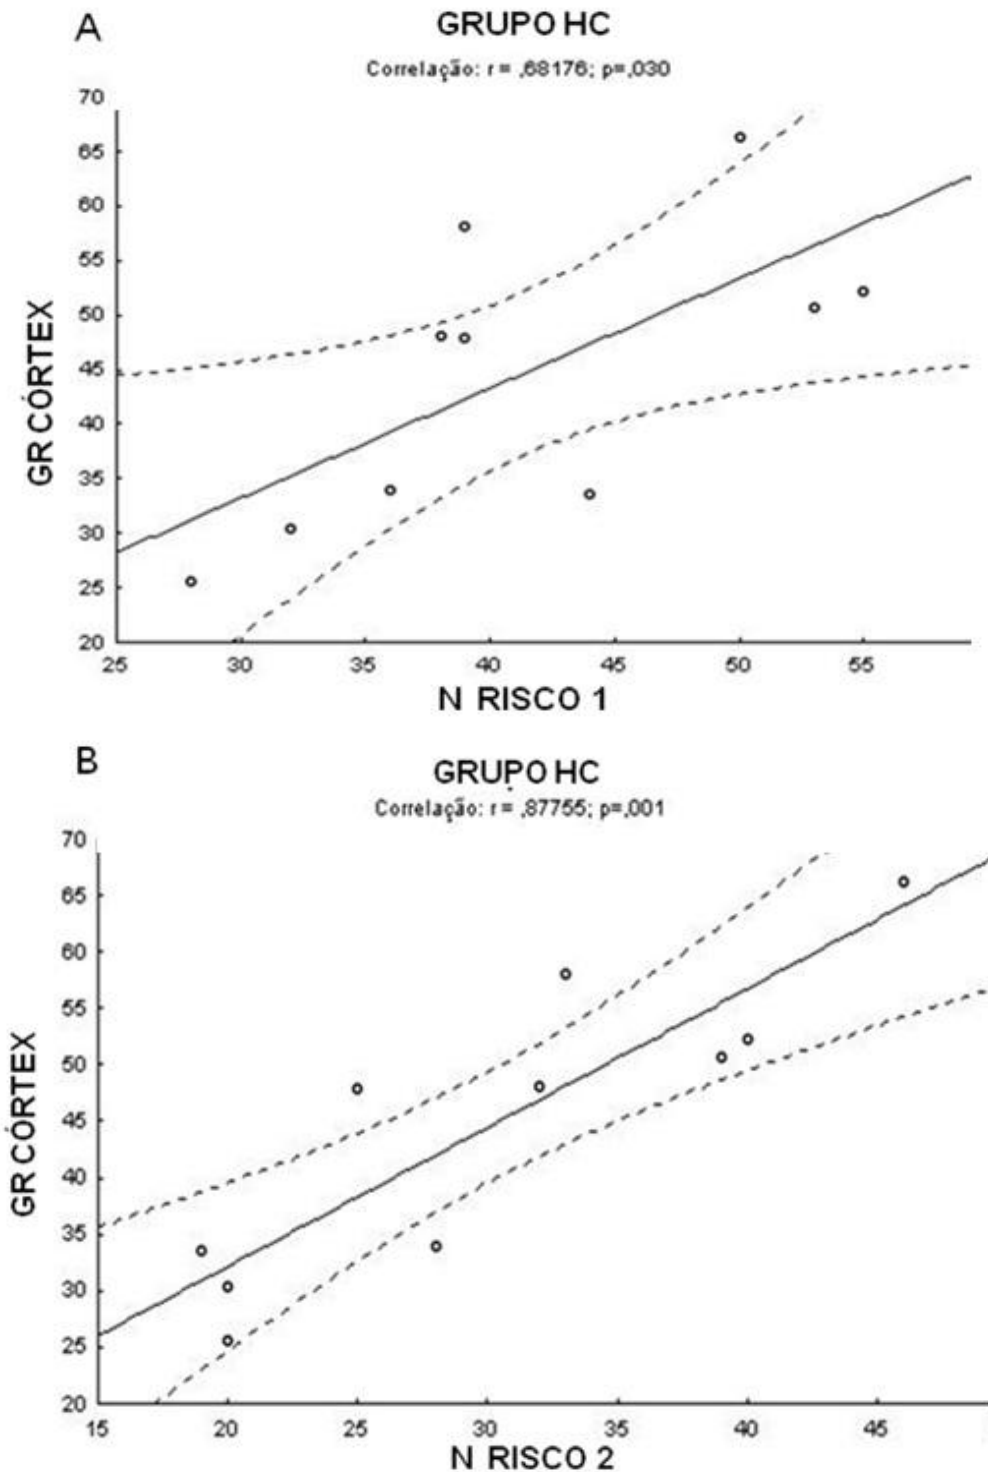 A
GRUPO HC
Correlação: r = ,68176; p=,030
70
65
60
55
50
45
40
35
30
25
20
GR CÓRTEX
25 30 35 40 45 50 55
N RISCO 1
B
GRUPO HC
Correlação: r = ,87755; p=,001
70
65
60
55
50
45
40
35
30
25
20
GR CÓRTEX
15 20 25 30 35 40 45
N RISCO 2